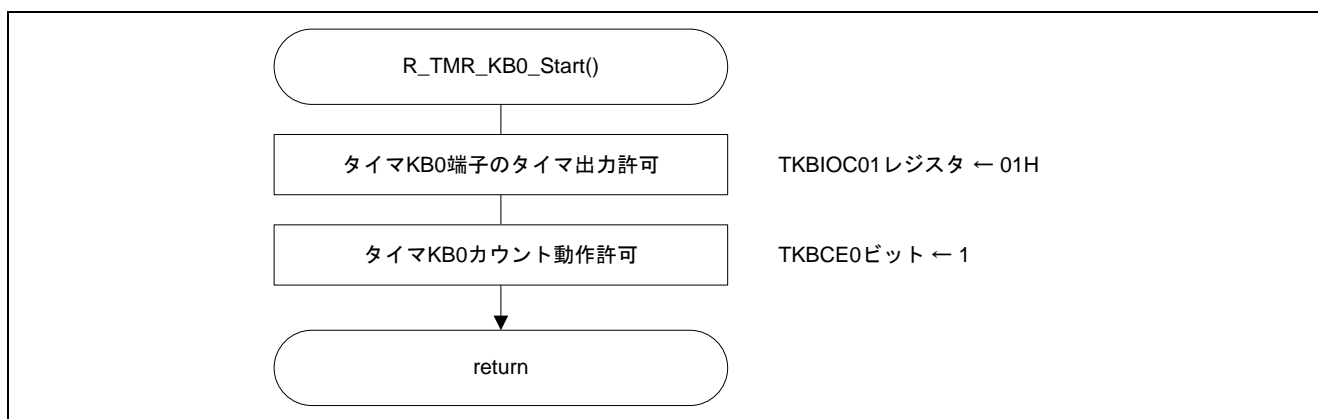 R_TMR_KB0_Start()
タイマKB0端子のタイマ出力許可 TKBIOC01レジスタ ← 01H
タイマKB0カウント動作許可 TKBCE0ビット ← 1
return